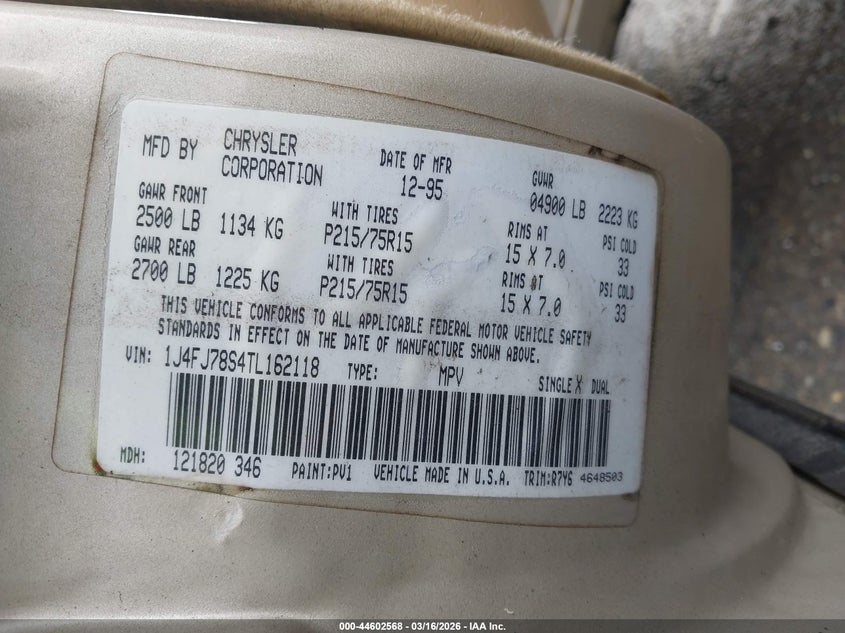 MFD BY CHRYSLER CORPORATION DATE OF MFR 12-95 GVWR 04900 LB 2223 KG
GAWR FRONT WITH TIRES RIMS AT PSI COLD
2500 LB 1134 KG P215/75R15 15 X 7.0 33
GAWR REAR WITH TIRES RIMS AT PSI COLD
2700 LB 1225 KG P215/75R15 15 X 7.0 33
THIS VEHICLE CONFORMS TO ALL APPLICABLE FEDERAL MOTOR VEHICLE SAFETY
STANDARDS IN EFFECT ON THE DATE OF MANUFACTURE SHOWN ABOVE.
VIN: 1J4FJ78S4TL162118 TYPE: MPV SINGLE X DUAL
MDH: 121820 346 PAINT:PV1 VEHICLE MADE IN U.S.A. TRIM:R7Y6 4648503
000-44602568 - 03/16/2026 - IAA Inc.